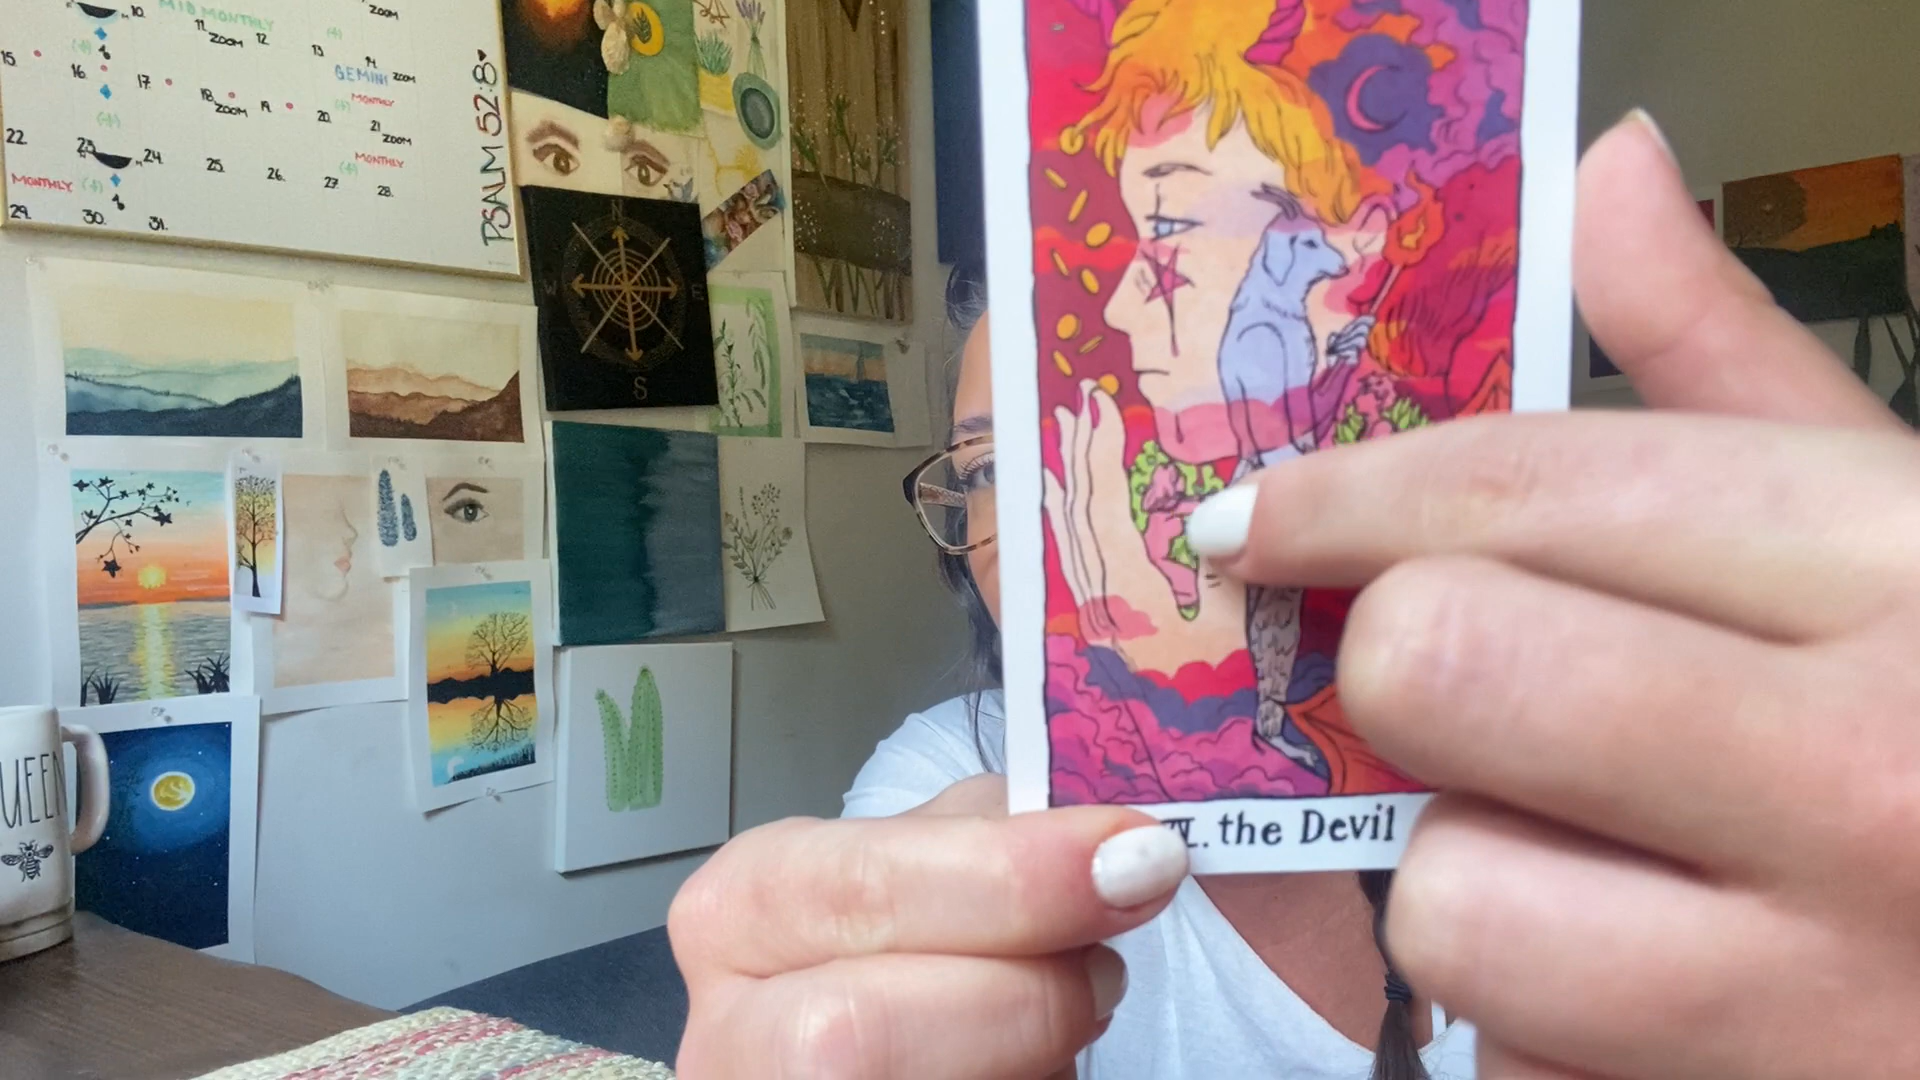 10.
MID MONTHLY
11.
ZOOM
12
13
ZOOM
14.
GEMINI ZOOM
15.
16.
17.
18.
ZOOM
19.
20.
MONTHLY
21
ZOOM
22.
23.
24.
25.
26.
27.
MONTHLY
28.
MONTHLY
29.
30.
31.
PSALM 52:8
N
W E
S
UEEN
VI. the Devil